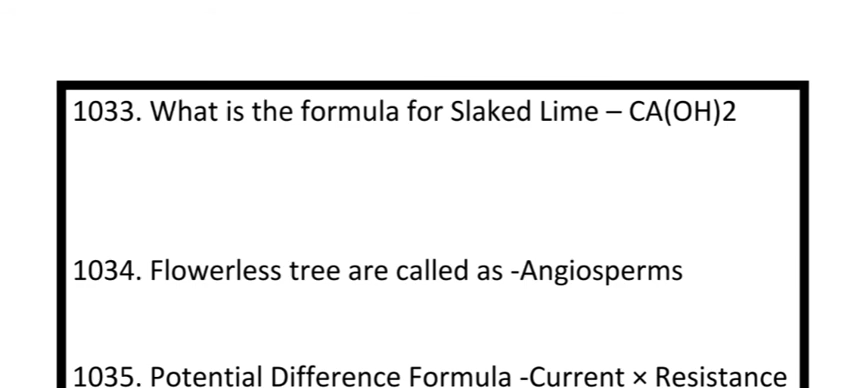 1033. What is the formula for Slaked Lime – CA(OH)2
1034. Flowerless tree are called as -Angiosperms
1035. Potential Difference Formula -Current × Resistance